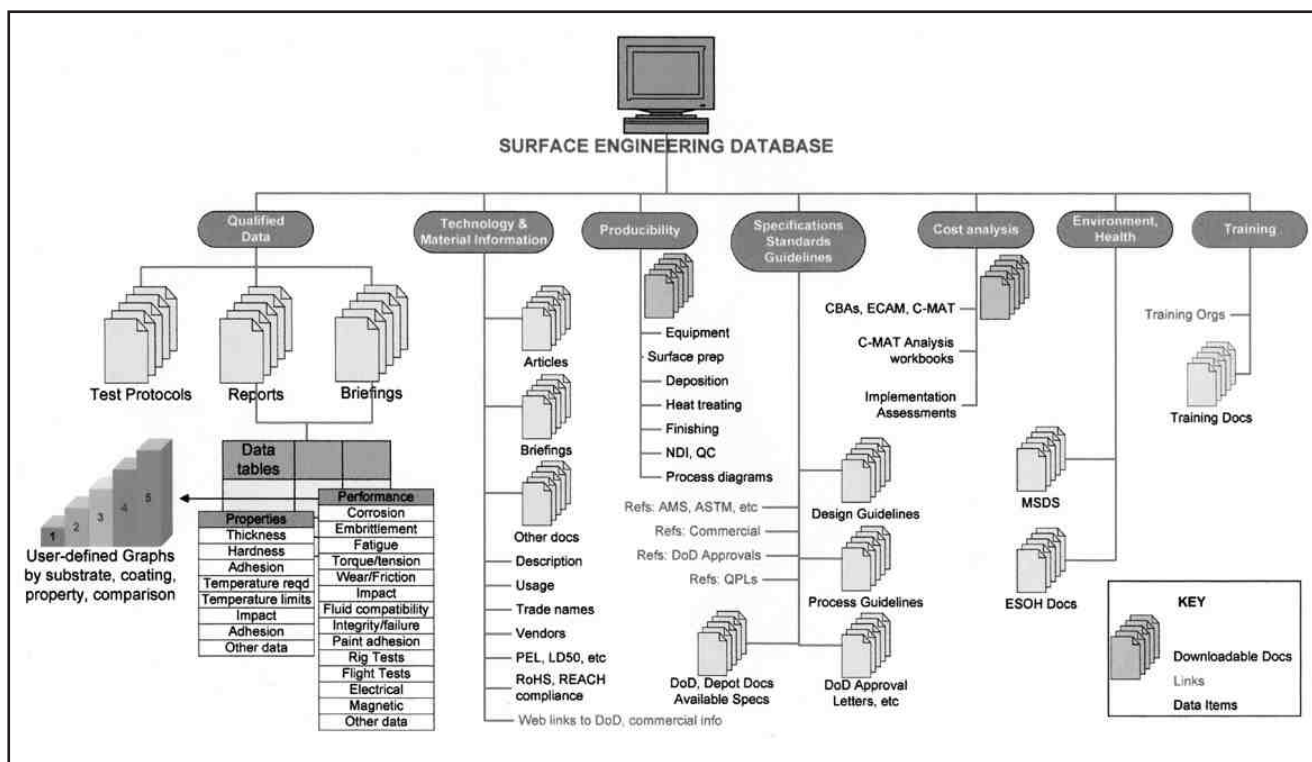 SURFACE ENGINEERING DATABASE
Qualified
Data
Test Protocols
Reports
Briefings
Data
tables
Properties
Thickness
Hardness
Adhesion
Temperature reqd
Temperature limits
Impact
Adhesion
Other data
Performance
Corrosion
Embrittlement
Fatigue
Torque/tension
Wear/Friction
Impact
Fluid compatibility
Integrity/failure
Paint adhesion
Rig Tests
Flight Tests
Electrical
Magnetic
Other data
1
2
3
4
5
User-defined Graphs
by substrate, coating,
property, comparison
Technology &
Material Information
Articles
Briefings
Other docs
Description
Usage
Trade names
Vendors
PEL, LD50, etc
RoHS, REACH
compliance
Web links to DoD, commercial info
Producibility
Equipment
Surface prep
Deposition
Heat treating
Finishing
NDI, QC
Process diagrams
Specifications
Standards
Guidelines
Refs: AMS, ASTM, etc
Refs: Commercial
Refs: DoD Approvals
Refs: QPLs
Design Guidelines
Process Guidelines
DoD, Depot Docs
Available Specs
DoD Approval
Letters, etc
Cost analysis
CBAs, ECAM, C-MAT
C-MAT Analysis
workbooks
Implementation
Assessments
Environment,
Health
MSDS
ESOH Docs
Training
Training Orgs
Training Docs
KEY
Downloadable Docs
Links
Data Items